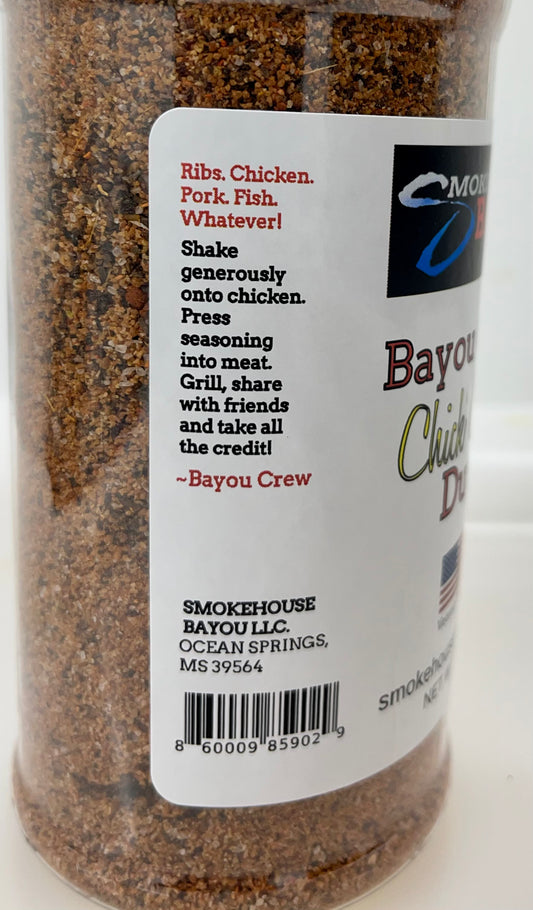 Ribs. Chicken.
Pork. Fish.
Whatever!
Shake
generously
onto chicken.
Press
seasoning
into meat.
Grill, share
with friends
and take all
the credit!
~Bayou Crew
SMOKEHOUSE
BAYOU LLC.
OCEAN SPRINGS,
MS 39564
8 60009 85902 9
Bayou